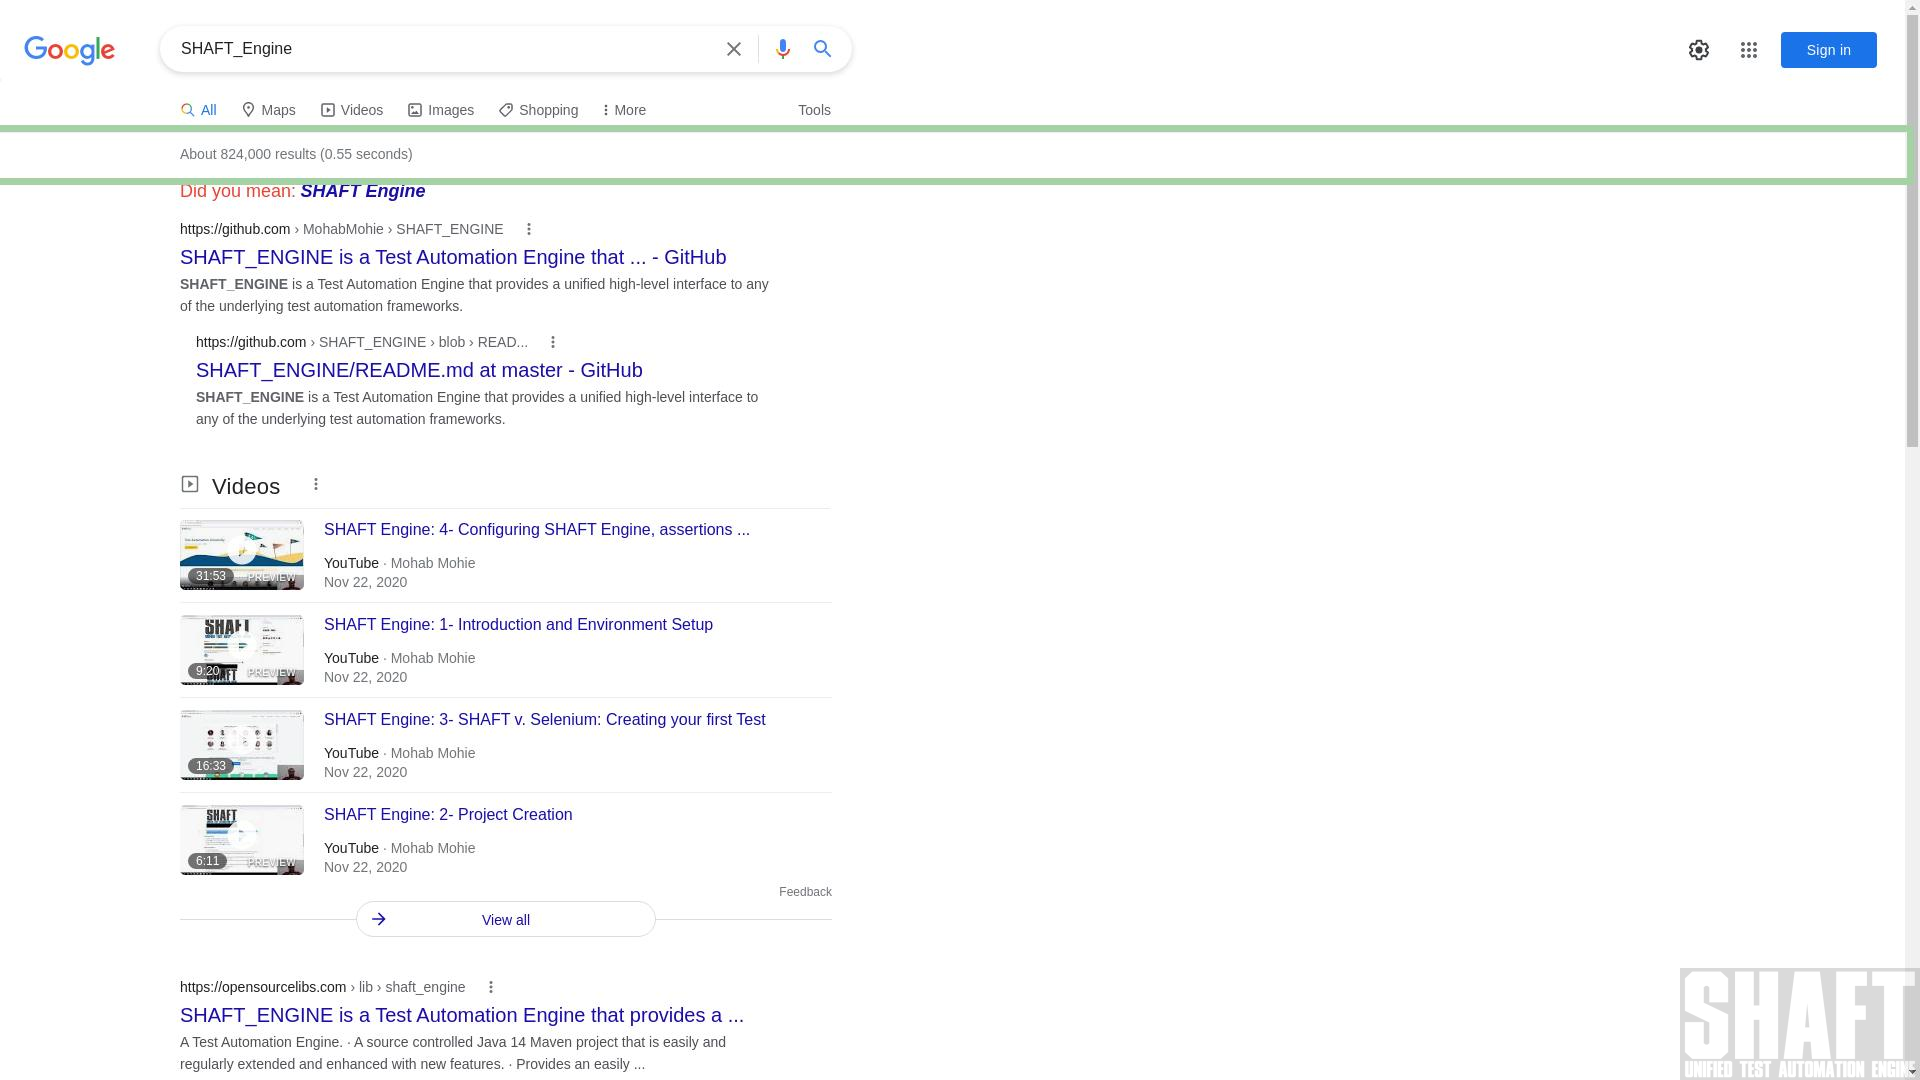 Google
SHAFT_Engine
Sign in
All
Maps
Videos
Images
Shopping
More
Tools
About 824,000 results (0.55 seconds)
Did you mean: SHAFT Engine
https://github.com › MohabMohie › SHAFT_ENGINE
SHAFT_ENGINE is a Test Automation Engine that ... - GitHub
SHAFT_ENGINE is a Test Automation Engine that provides a unified high-level interface to any
of the underlying test automation frameworks.
https://github.com › SHAFT_ENGINE › blob › READ...
SHAFT_ENGINE/README.md at master - GitHub
SHAFT_ENGINE is a Test Automation Engine that provides a unified high-level interface to
any of the underlying test automation frameworks.
Videos
SHAFT Engine: 4- Configuring SHAFT Engine, assertions ...
YouTube · Mohab Mohie
Nov 22, 2020
31:53
PREVIEW
SHAFT Engine: 1- Introduction and Environment Setup
YouTube · Mohab Mohie
Nov 22, 2020
SHAFT
9:20
PREVIEW
SHAFT
SHAFT Engine: 3- SHAFT v. Selenium: Creating your first Test
YouTube · Mohab Mohie
Nov 22, 2020
16:33
SHAFT Engine: 2- Project Creation
YouTube · Mohab Mohie
Nov 22, 2020
SHAFT
6:11
PREVIEW
Feedback
View all
https://opensourcelibs.com › lib › shaft_engine
SHAFT_ENGINE is a Test Automation Engine that provides a ...
A Test Automation Engine. · A source controlled Java 14 Maven project that is easily and
regularly extended and enhanced with new features. · Provides an easily ...
SHAFT
UNIFIED TEST AUTOMATION ENGINE